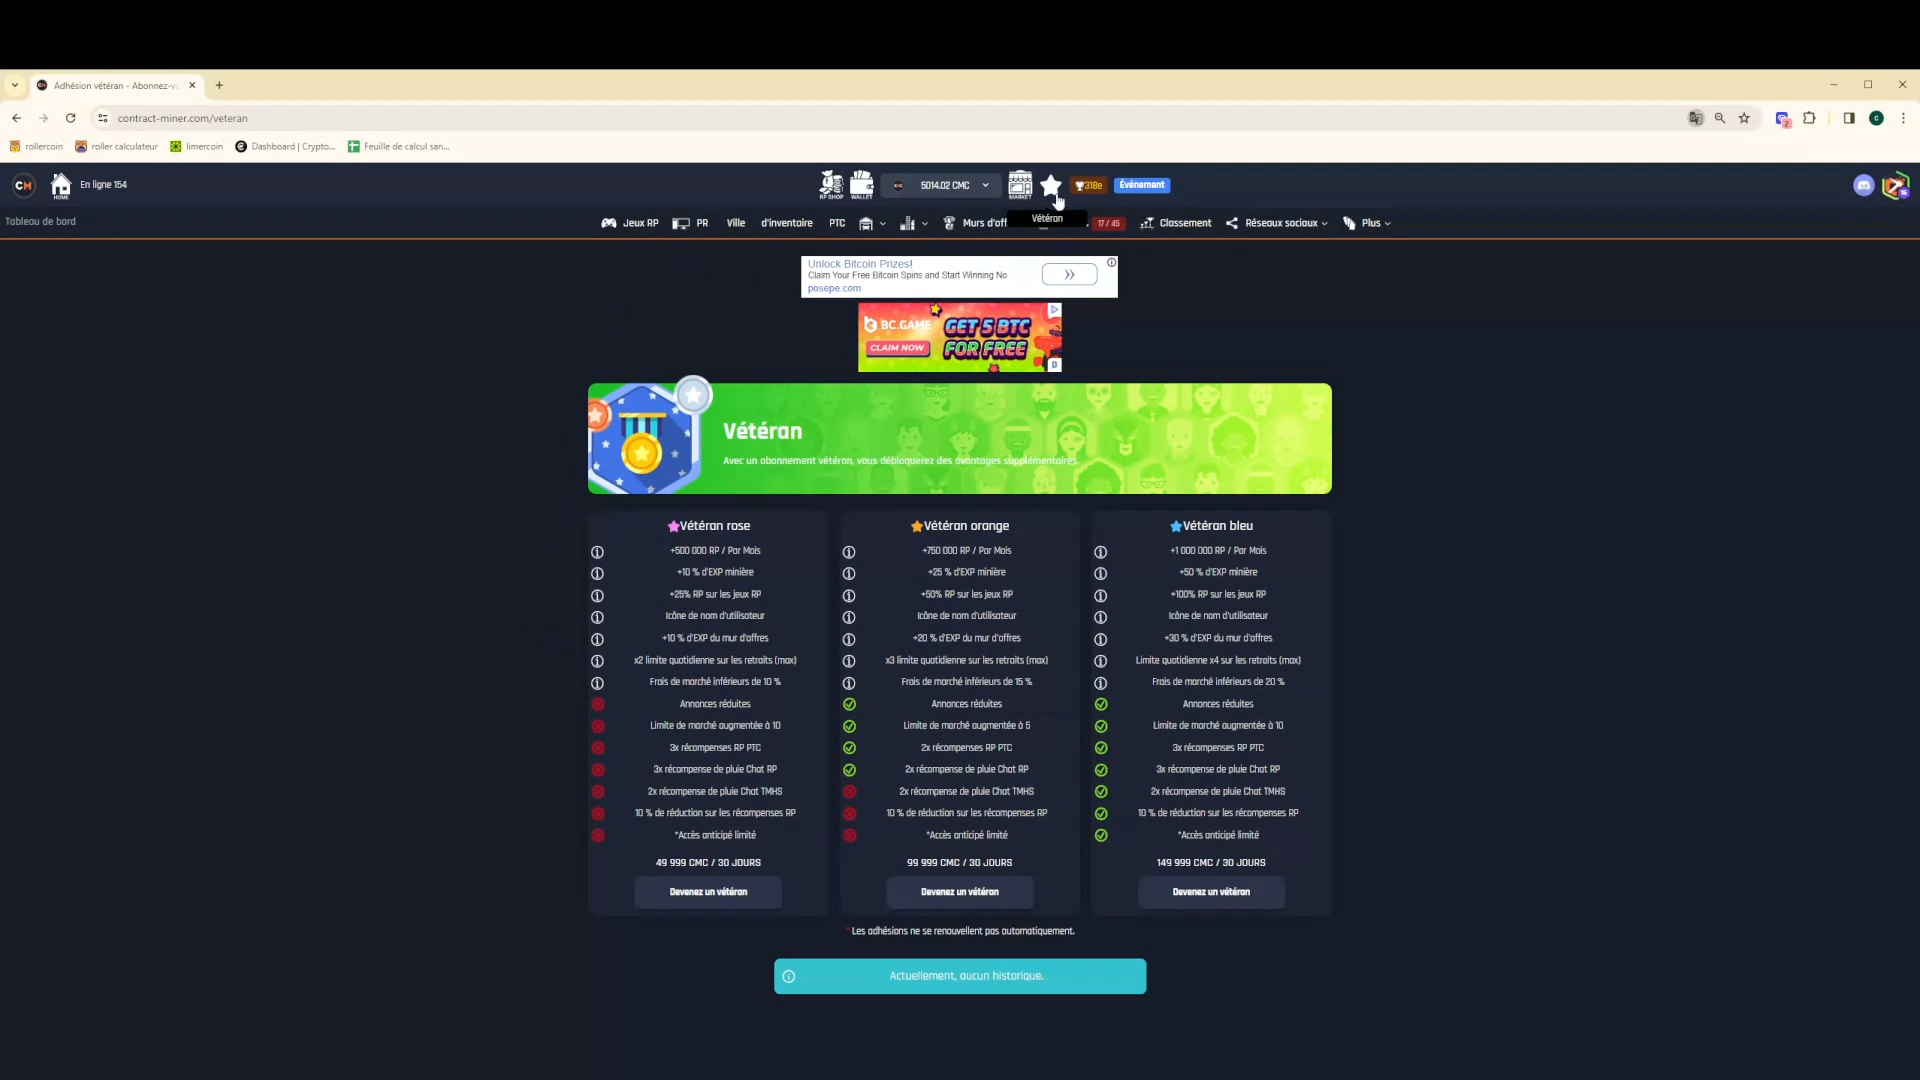 Adhésion vétéran - Abonnez-v
contract-miner.com/veteran
2
C
rollercoin
roller calculateur
limercoin
Dashboard | Crypto...
Feuille de calcul san...
CM
HOME
En ligne 154
RP SHOP
WALLET
5014.02 CMC
MARKET
318e
Événement
Tableau de bord
Jeux RP
PR
Ville
d'inventaire
PTC
Murs d'off
Vétéran
17 / 45
Classement
Réseaux sociaux
Plus
Unlock Bitcoin Prizes!
Claim Your Free Bitcoin Spins and Start Winning No
posepe.com
BC.GAME
CLAIM NOW
GET 5 BTC
FOR FREE
Vétéran
Avec un abonnement vétéran, vous débloquerez des avantages supplémentaires.
Vétéran rose
+500 000 RP / Par Mois
+10 % d'EXP minière
+25% RP sur les jeux RP
Icône de nom d'utilisateur
+10 % d'EXP du mur d'offres
x2 limite quotidienne sur les retraits (max)
Frais de marché inférieurs de 10 %
Annonces réduites
Limite de marché augmentée à 10
3x récompenses RP PTC
3x récompense de pluie Chat RP
2x récompense de pluie Chat TMHS
10 % de réduction sur les récompenses RP
*Accès anticipé limité
49 999 CMC / 30 JOURS
Devenez un vétéran
Vétéran orange
+750 000 RP / Par Mois
+25 % d'EXP minière
+50% RP sur les jeux RP
Icône de nom d'utilisateur
+20 % d'EXP du mur d'offres
x3 limite quotidienne sur les retraits (max)
Frais de marché inférieurs de 15 %
Annonces réduites
Limite de marché augmentée à 5
2x récompenses RP PTC
2x récompense de pluie Chat RP
2x récompense de pluie Chat TMHS
10 % de réduction sur les récompenses RP
*Accès anticipé limité
99 999 CMC / 30 JOURS
Devenez un vétéran
Vétéran bleu
+1 000 000 RP / Par Mois
+50 % d'EXP minière
+100% RP sur les jeux RP
Icône de nom d'utilisateur
+30 % d'EXP du mur d'offres
Limite quotidienne x4 sur les retraits (max)
Frais de marché inférieurs de 20 %
Annonces réduites
Limite de marché augmentée à 10
3x récompenses RP PTC
3x récompense de pluie Chat RP
2x récompense de pluie Chat TMHS
10 % de réduction sur les récompenses RP
*Accès anticipé limité
149 999 CMC / 30 JOURS
Devenez un vétéran
* Les adhésions ne se renouvellent pas automatiquement.
Actuellement, aucun historique.